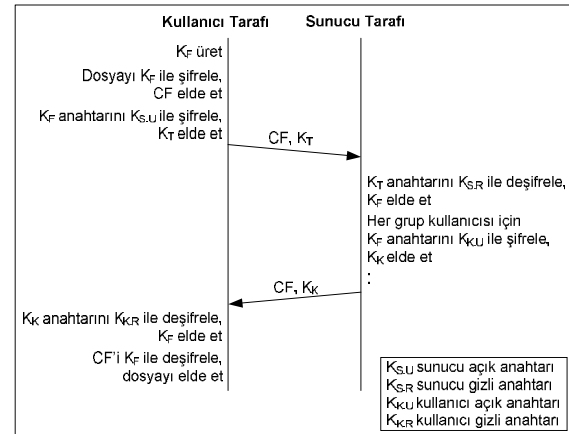 Kullanıcı Tarafı
Sunucu Tarafı
KF üret
Dosyayı KF ile şifrele,
CF elde et
KF anahtarını KS.U ile şifrele,
KT elde et
CF, KT
KT anahtarını KS.R ile deşifrele,
KF elde et
Her grup kullanıcısı için
KF anahtarını KK.U ile şifrele,
KK elde et
:
CF, KK
KK anahtarını KK.R ile deşifrele,
KF elde et
CF'i KF ile deşifrele,
dosyayı elde et
KS.U sunucu açık anahtarı
KS.R sunucu gizli anahtarı
KK.U kullanıcı açık anahtarı
KK.R kullanıcı gizli anahtarı